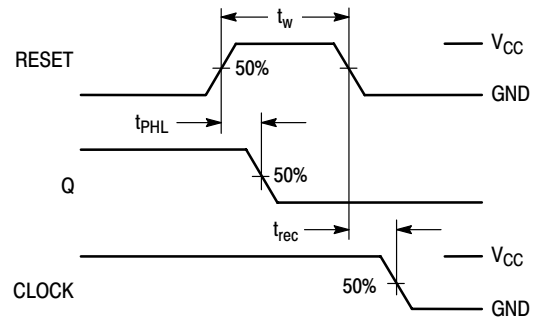 t_w
V_CC
RESET
50%
GND
t_PHL
50%
Q
t_rec
V_CC
50%
CLOCK
GND